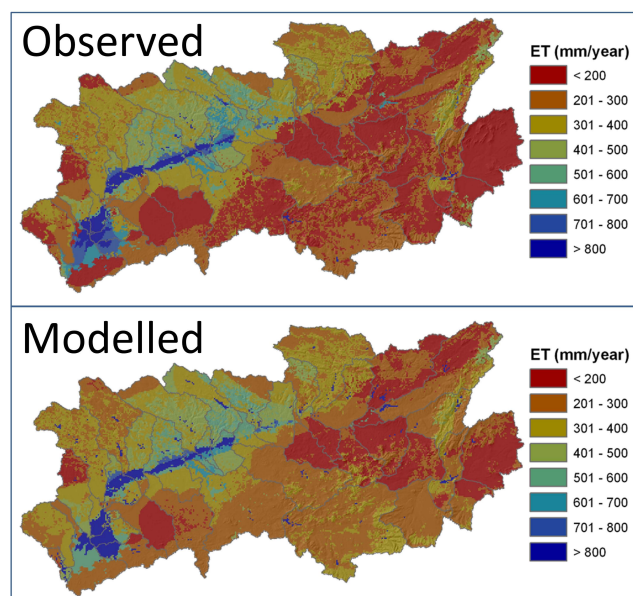 Observed
ET (mm/year)
< 200
201 - 300
301 - 400
401 - 500
501 - 600
601 - 700
701 - 800
> 800
Modelled
ET (mm/year)
< 200
201 - 300
301 - 400
401 - 500
501 - 600
601 - 700
701 - 800
> 800